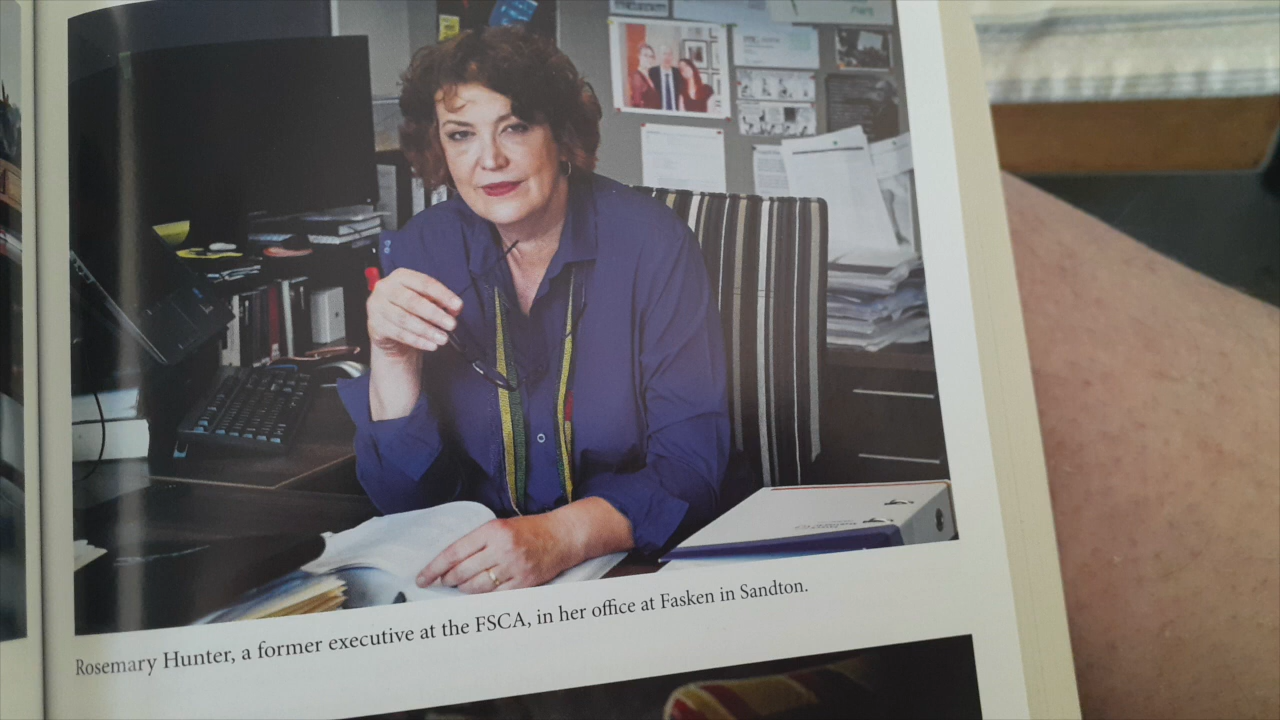 Rosemary Hunter, a former executive at the FSCA, in her office at Fasken in Sandton.